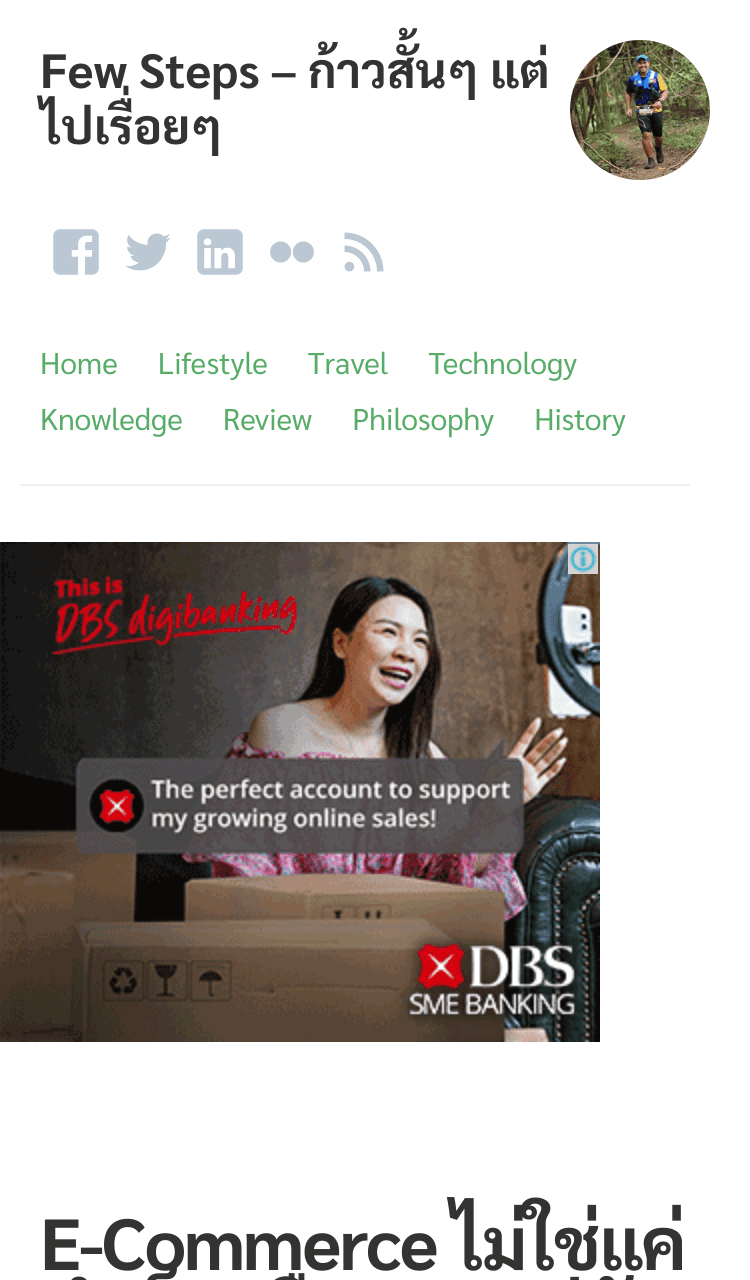 Few Steps – ก้าวสั้นๆ แต่
ไปเรื่อยๆ
Home Lifestyle Travel Technology
Knowledge Review Philosophy History
This is
DBS digibanking
The perfect account to support
my growing online sales!
DBS
SME BANKING
E-Commerce ไม่ใช่แค่